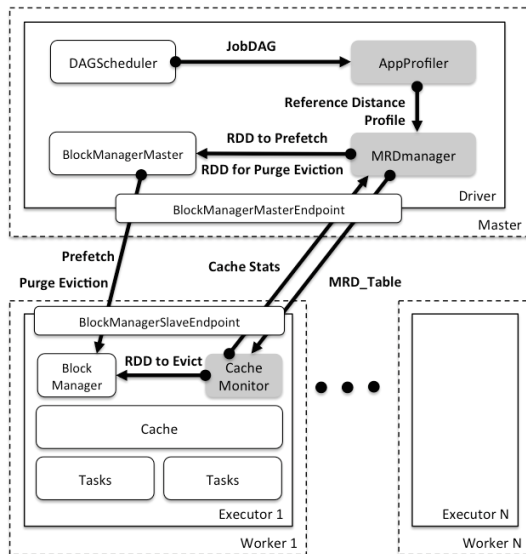 JobDAG
DAGScheduler
AppProfiler
Reference Distance
Profile
RDD to Prefetch
BlockManagerMaster
MRDmanager
RDD for Purge Eviction
Driver
BlockManagerMasterEndpoint
Master
Prefetch
Purge Eviction
Cache Stats
MRD_Table
BlockManagerSlaveEndpoint
Block
Manager
RDD to Evict
Cache
Monitor
Cache
Tasks
Tasks
Executor 1
Executor N
Worker 1
Worker N